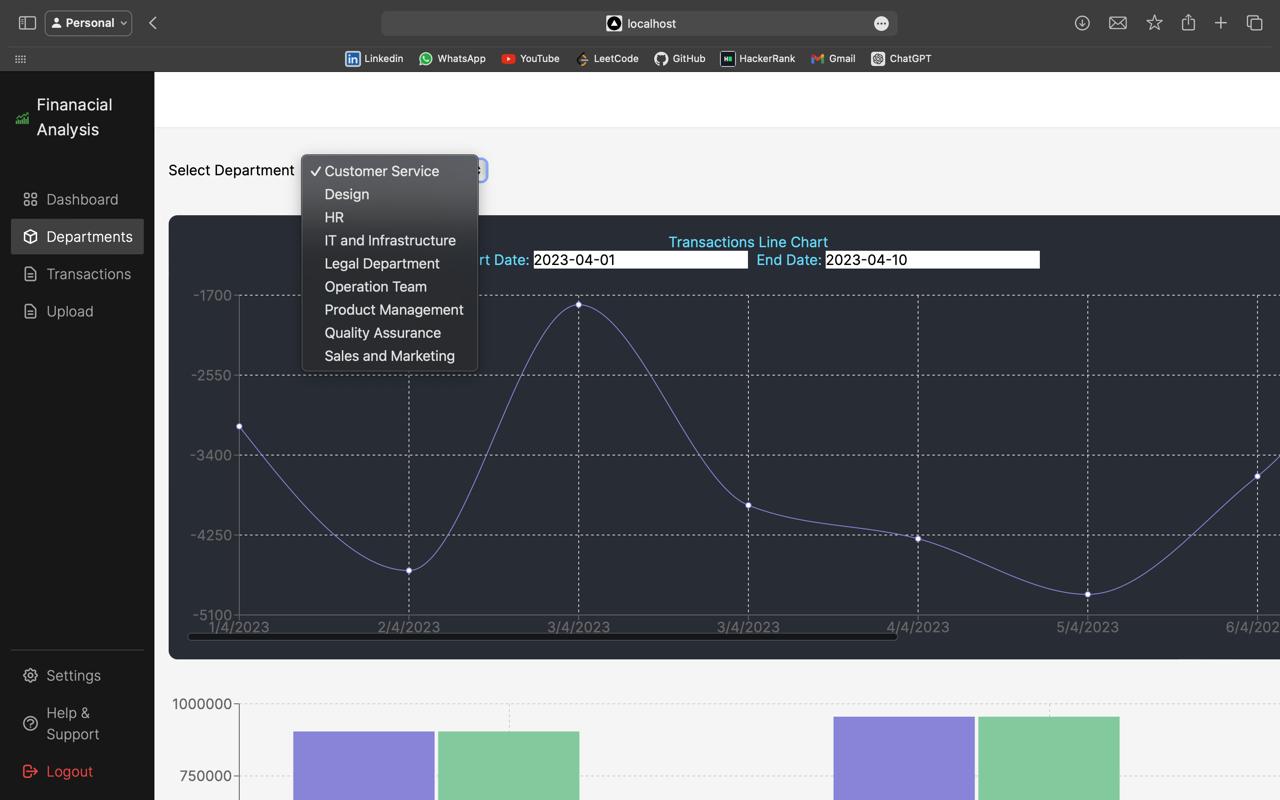 Personal
localhost
Linkedin WhatsApp YouTube LeetCode GitHub HackerRank Gmail ChatGPT
Finanacial
Analysis
Dashboard
Departments
Transactions
Upload
Settings
Help &
Support
Logout
Select Department
✓ Customer Service
Design
HR
IT and Infrastructure
Legal Department
Operation Team
Product Management
Quality Assurance
Sales and Marketing
Transactions Line Chart
rt Date: 2023-04-01 End Date: 2023-04-10
-1700
-2550
-3400
-4250
-5100
1/4/2023 2/4/2023 3/4/2023 3/4/2023 4/4/2023 5/4/2023 6/4/202
1000000
750000